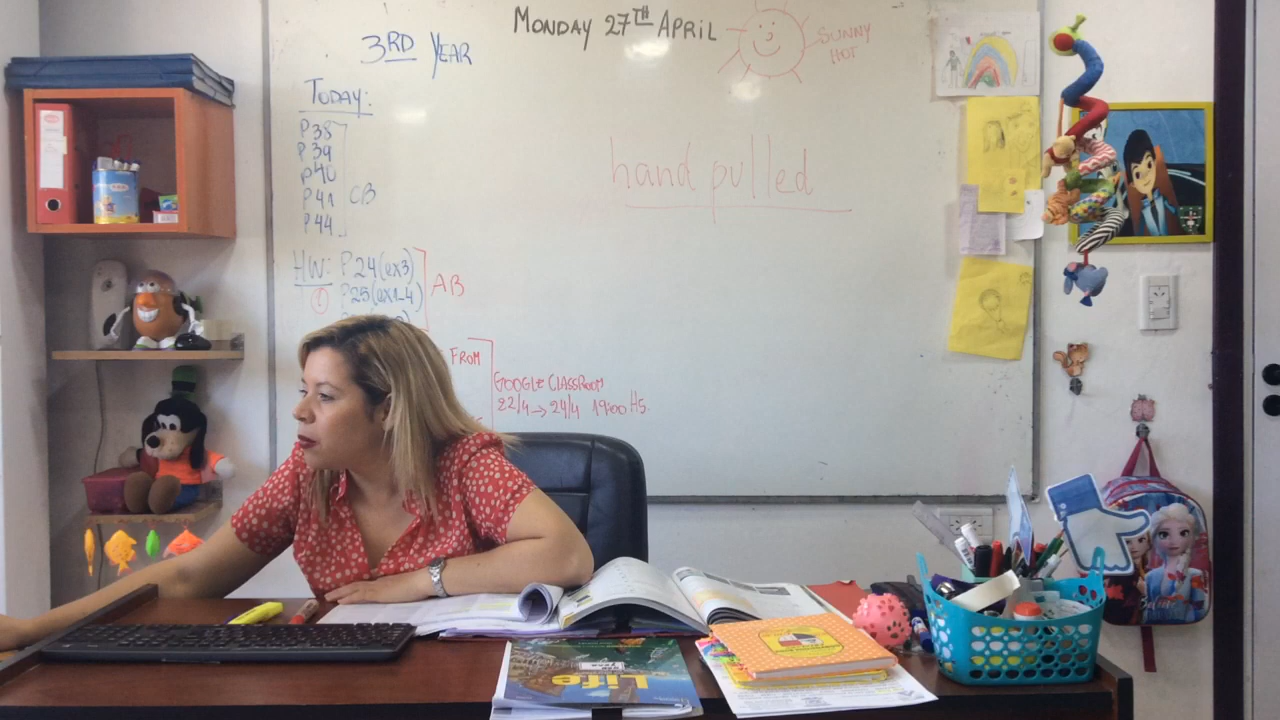 MONDAY 27TH APRIL
SUNNY
HOT
3RD YEAR
TODAY:
P38
P39
P40
P41
P44
CB
hand pulled
HW: P24 (ex3)
P25 (ex1-4)
AB
FROM
GOOGLE CLASSROOM
22/4 → 24/4 19:00 HS.
Life